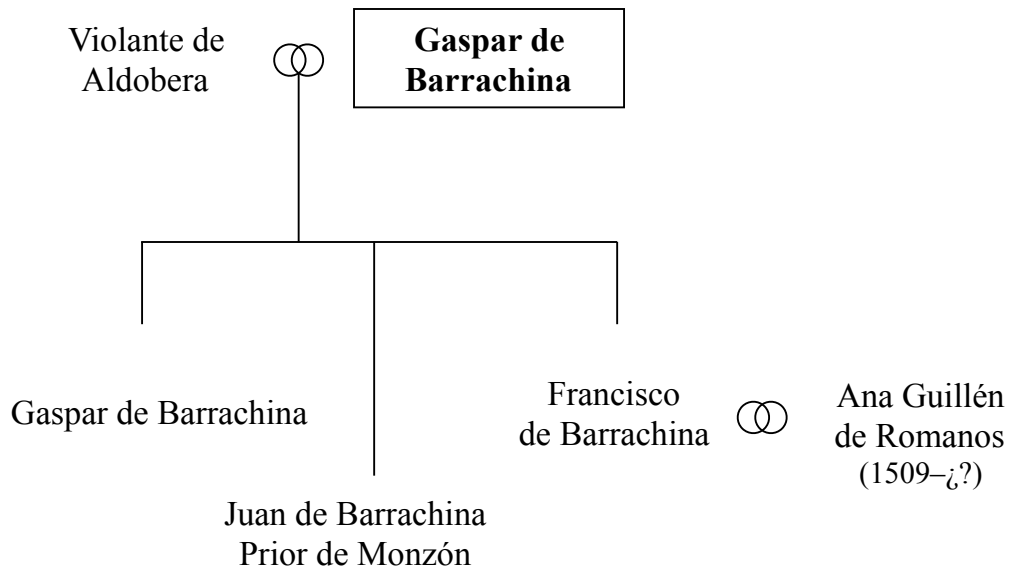 Violante de
Aldobera
Gaspar de
Barrachina
Gaspar de Barrachina
Juan de Barrachina
Prior de Monzón
Francisco
de Barrachina
Ana Guillén
de Romanos
(1509–¿?)